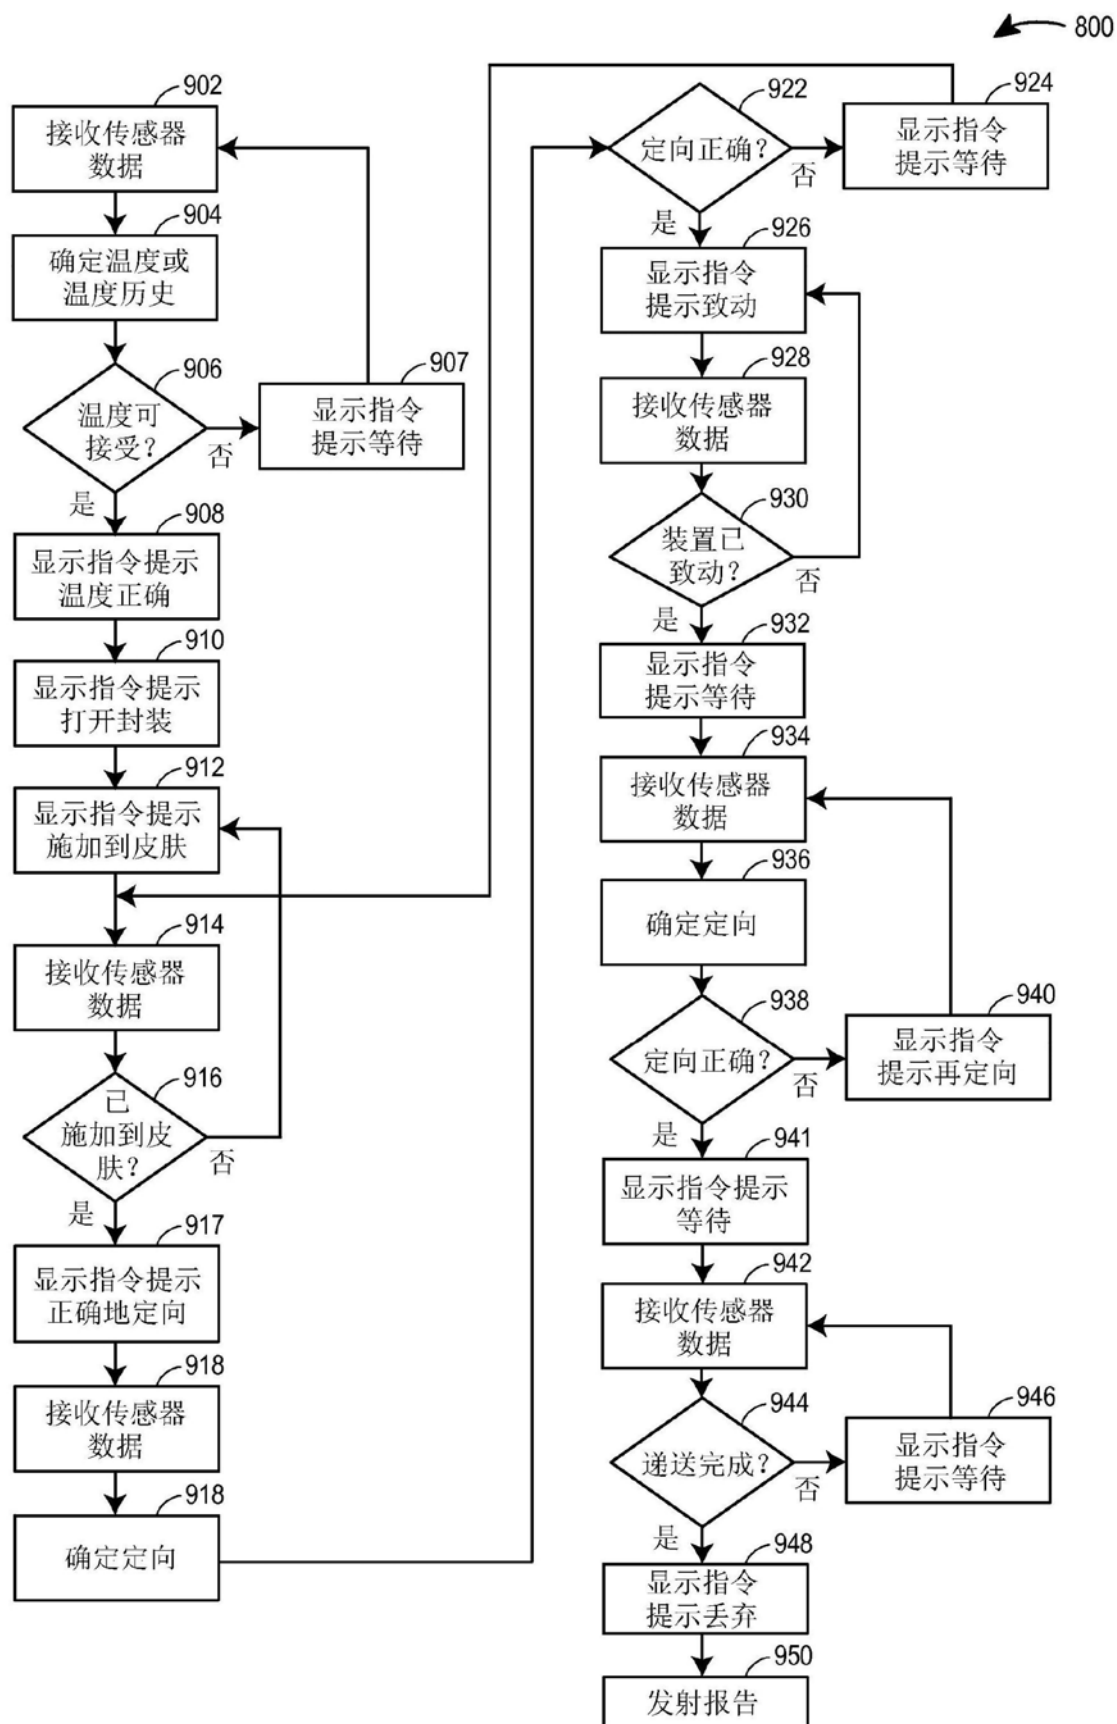 800
902
接收传感器
数据
904
确定温度或
温度历史
906
温度可
接受？
否
907
显示指令
提示等待
是
908
显示指令提示
温度正确
910
显示指令提示
打开封装
912
显示指令提示
施加到皮肤
914
接收传感器
数据
916
已
施加到皮
肤？
否
是
917
显示指令提示
正确地定向
918
接收传感器
数据
918
确定定向
922
定向正确？
否
924
显示指令
提示等待
是
926
显示指令
提示致动
928
接收传感器
数据
930
装置已
致动？
否
是
932
显示指令
提示等待
934
接收传感器
数据
936
确定定向
938
定向正确？
否
940
显示指令
提示再定向
是
941
显示指令提示
等待
942
接收传感器
数据
944
递送完成？
否
946
显示指令
提示等待
是
948
显示指令
提示丢弃
950
发射报告